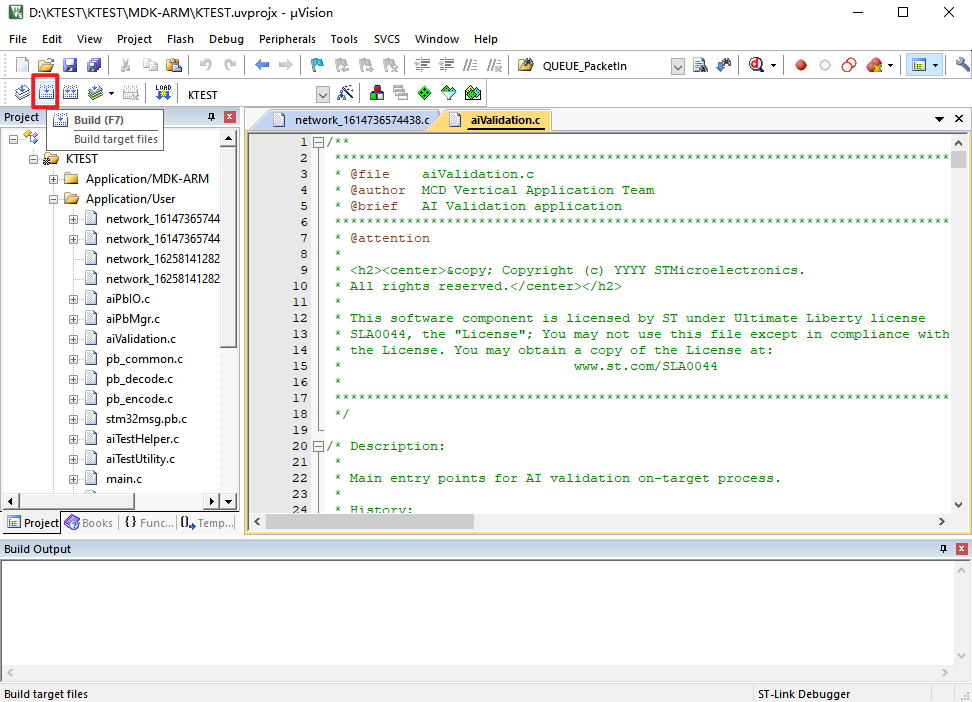 D:\KTEST\KTEST\MDK-ARM\KTEST.uvprojx - µVision
File Edit View Project Flash Debug Peripherals Tools SVCS Window Help
QUEUE_PacketIn
LOAD KTEST
Project
Build (F7)
Build target files
KTEST
Application/MDK-ARM
Application/User
network_16147365744
network_16147365744
network_16258141282
network_16258141282
aiPbIO.c
aiPbMgr.c
aiValidation.c
pb_common.c
pb_decode.c
pb_encode.c
stm32msg.pb.c
aiTestHelper.c
aiTestUtility.c
main.c
Project Books {} Func... Temp...
network_1614736574438.c aiValidation.c
1 /**
2 ******************************************************************************
3 * @file    aiValidation.c
4 * @author  MCD Vertical Application Team
5 * @brief   AI Validation application
6 ******************************************************************************
7 * @attention
8 *
9 * <h2><center>&copy; Copyright (c) YYYY STMicroelectronics.
10 * All rights reserved.</center></h2>
11 *
12 * This software component is licensed by ST under Ultimate Liberty license
13 * SLA0044, the "License"; You may not use this file except in compliance with
14 * the License. You may obtain a copy of the License at:
15 *                             www.st.com/SLA0044
16 *
17 ******************************************************************************
18 */
19
20 /* Description:
21 *
22 * Main entry points for AI validation on-target process.
23 *
24 * History:
Build Output
Build target files
ST-Link Debugger